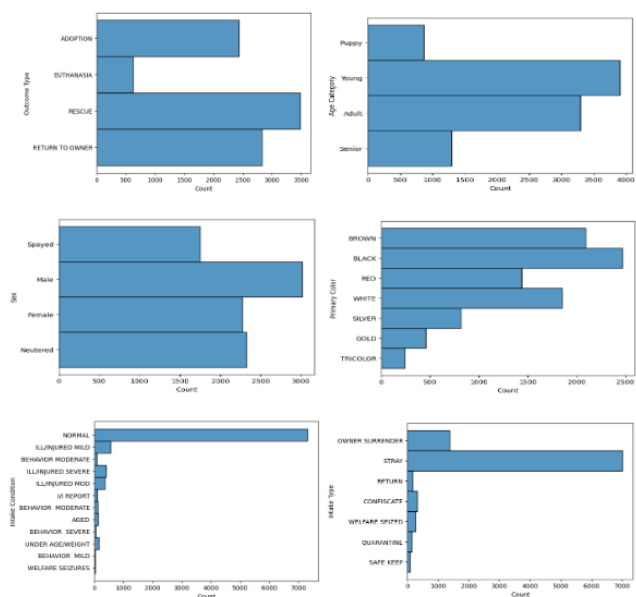 Outcome Type
ADOPTION
EUTHANASIA
RESCUE
RETURN TO OWNER
0 500 1000 1500 2000 2500 3000 3500
Count
Age Category
Puppy
Young
Adult
Senior
0 500 1000 1500 2000 2500 3000 3500 4000
Count
Sex
Spayed
Male
Female
Neutered
0 500 1000 1500 2000 2500 3000
Count
Primary Color
BROWN
BLACK
RED
WHITE
SILVER
GOLD
TRICOLOR
0 500 1000 1500 2000 2500
Count
Intake Condition
NORMAL
ILL/INJURED MILD
BEHAVIOR MODERATE
ILL/INJURED SEVERE
ILL/INJURED MOD
I/I REPORT
BEHAVIOR  MODERATE
AGED
BEHAVIOR  SEVERE
UNDER AGE/WEIGHT
BEHAVIOR  MILD
WELFARE SEIZURES
0 1000 2000 3000 4000 5000 6000 7000
Count
Intake Type
OWNER SURRENDER
STRAY
RETURN
CONFISCATE
WELFARE SEIZED
QUARANTINE
SAFE KEEP
0 1000 2000 3000 4000 5000 6000 7000
Count